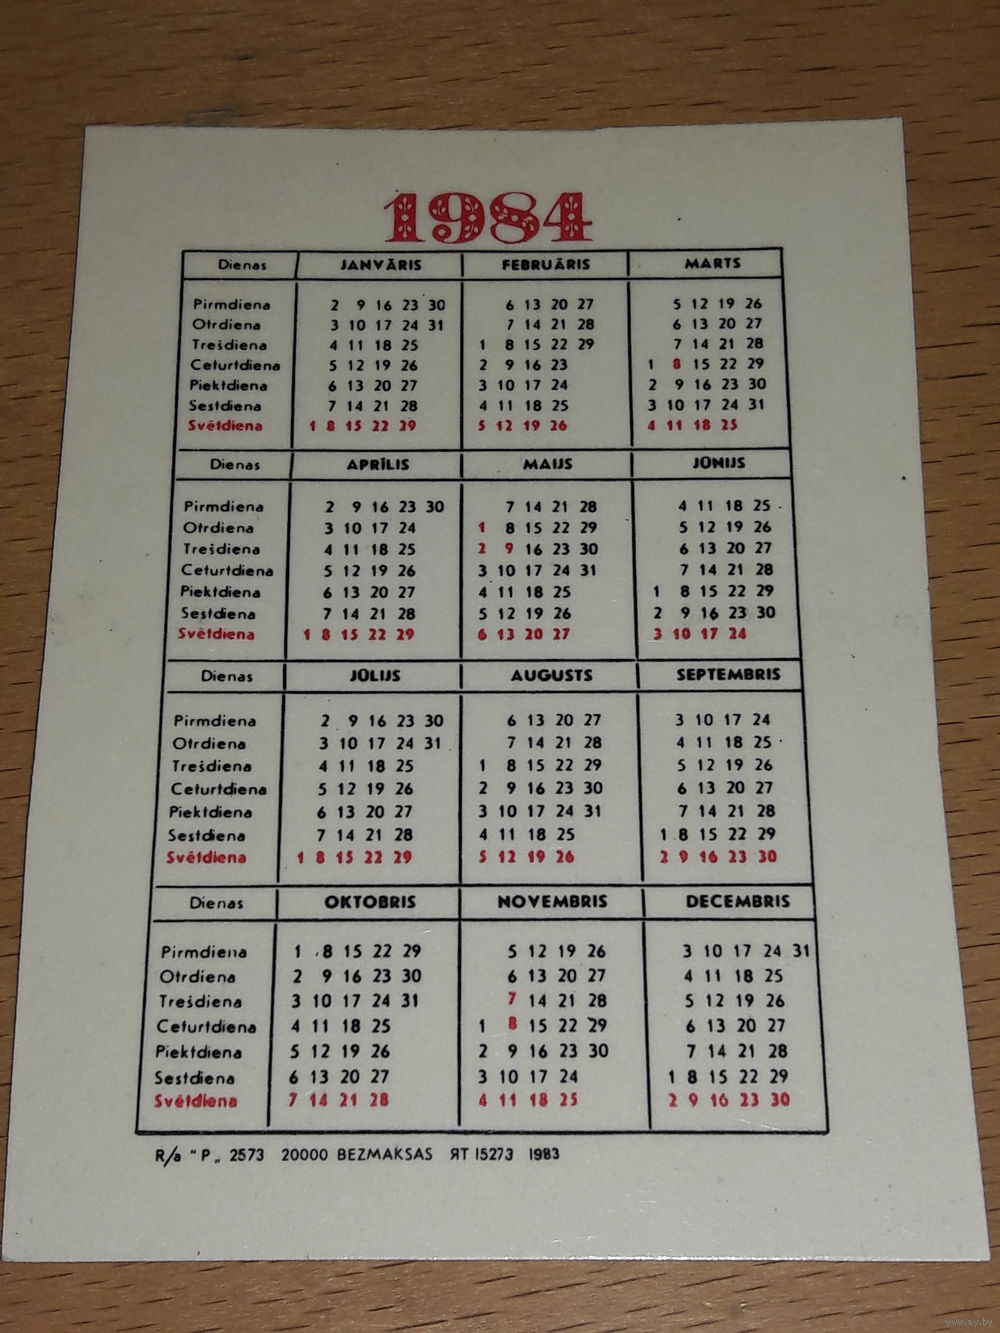 1984
Dienas JANVĀRIS FEBRUĀRIS MARTS
Pirmdiena 2 9 16 23 30 6 13 20 27 5 12 19 26
Otrdiena 3 10 17 24 31 7 14 21 28 6 13 20 27
Trešdiena 4 11 18 25 1 8 15 22 29 7 14 21 28
Ceturtdiena 5 12 19 26 2 9 16 23 1 8 15 22 29
Piektdiena 6 13 20 27 3 10 17 24 2 9 16 23 30
Sestdiena 7 14 21 28 4 11 18 25 3 10 17 24 31
Svētdiena 1 8 15 22 29 5 12 19 26 4 11 18 25
Dienas APRĪLIS MAIJS JŪNIJS
Pirmdiena 2 9 16 23 30 7 14 21 28 4 11 18 25
Otrdiena 3 10 17 24 1 8 15 22 29 5 12 19 26
Trešdiena 4 11 18 25 2 9 16 23 30 6 13 20 27
Ceturtdiena 5 12 19 26 3 10 17 24 31 7 14 21 28
Piektdiena 6 13 20 27 4 11 18 25 1 8 15 22 29
Sestdiena 7 14 21 28 5 12 19 26 2 9 16 23 30
Svētdiena 1 8 15 22 29 6 13 20 27 3 10 17 24
Dienas JŪLIJS AUGUSTS SEPTEMBRIS
Pirmdiena 2 9 16 23 30 6 13 20 27 3 10 17 24
Otrdiena 3 10 17 24 31 7 14 21 28 4 11 18 25
Trešdiena 4 11 18 25 1 8 15 22 29 5 12 19 26
Ceturtdiena 5 12 19 26 2 9 16 23 30 6 13 20 27
Piektdiena 6 13 20 27 3 10 17 24 31 7 14 21 28
Sestdiena 7 14 21 28 4 11 18 25 1 8 15 22 29
Svētdiena 1 8 15 22 29 5 12 19 26 2 9 16 23 30
Dienas OKTOBRIS NOVEMBRIS DECEMBRIS
Pirmdiena 1 8 15 22 29 5 12 19 26 3 10 17 24 31
Otrdiena 2 9 16 23 30 6 13 20 27 4 11 18 25
Trešdiena 3 10 17 24 31 7 14 21 28 5 12 19 26
Ceturtdiena 4 11 18 25 1 8 15 22 29 6 13 20 27
Piektdiena 5 12 19 26 2 9 16 23 30 7 14 21 28
Sestdiena 6 13 20 27 3 10 17 24 1 8 15 22 29
Svētdiena 7 14 21 28 4 11 18 25 2 9 16 23 30
R/a "P„ 2573 20000 BEZMAKSAS ЯТ 15273 1983
www.ay.by